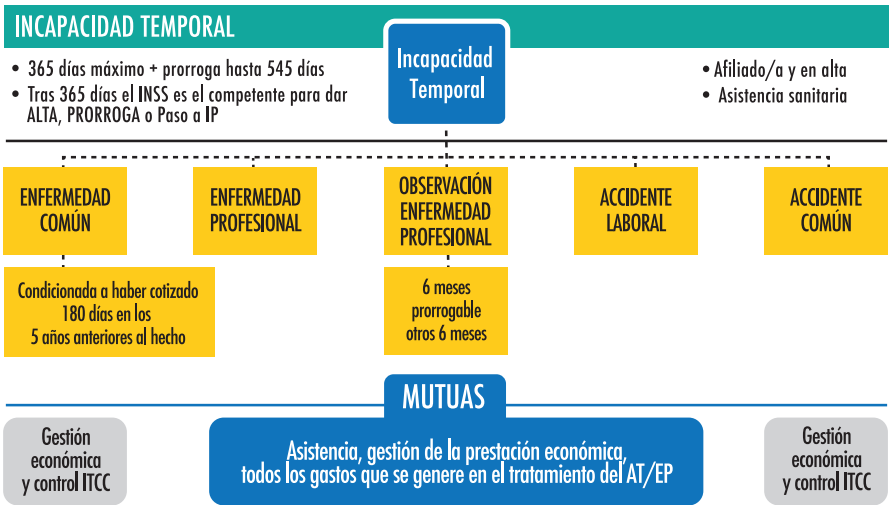 INCAPACIDAD TEMPORAL
• 365 días máximo + prorroga hasta 545 días
• Tras 365 días el INSS es el competente para dar
ALTA, PRORROGA o Paso a IP
Incapacidad
Temporal
• Afiliado/a y en alta
• Asistencia sanitaria
ENFERMEDAD
COMÚN
ENFERMEDAD
PROFESIONAL
OBSERVACIÓN
ENFERMEDAD
PROFESIONAL
ACCIDENTE
LABORAL
ACCIDENTE
COMÚN
Condicionada a haber cotizado
180 días en los
5 años anteriores al hecho
6 meses
prorrogable
otros 6 meses
MUTUAS
Gestión
económica
y control ITCC
Asistencia, gestión de la prestación económica,
todos los gastos que se genere en el tratamiento del AT/EP
Gestión
económica
y control ITCC